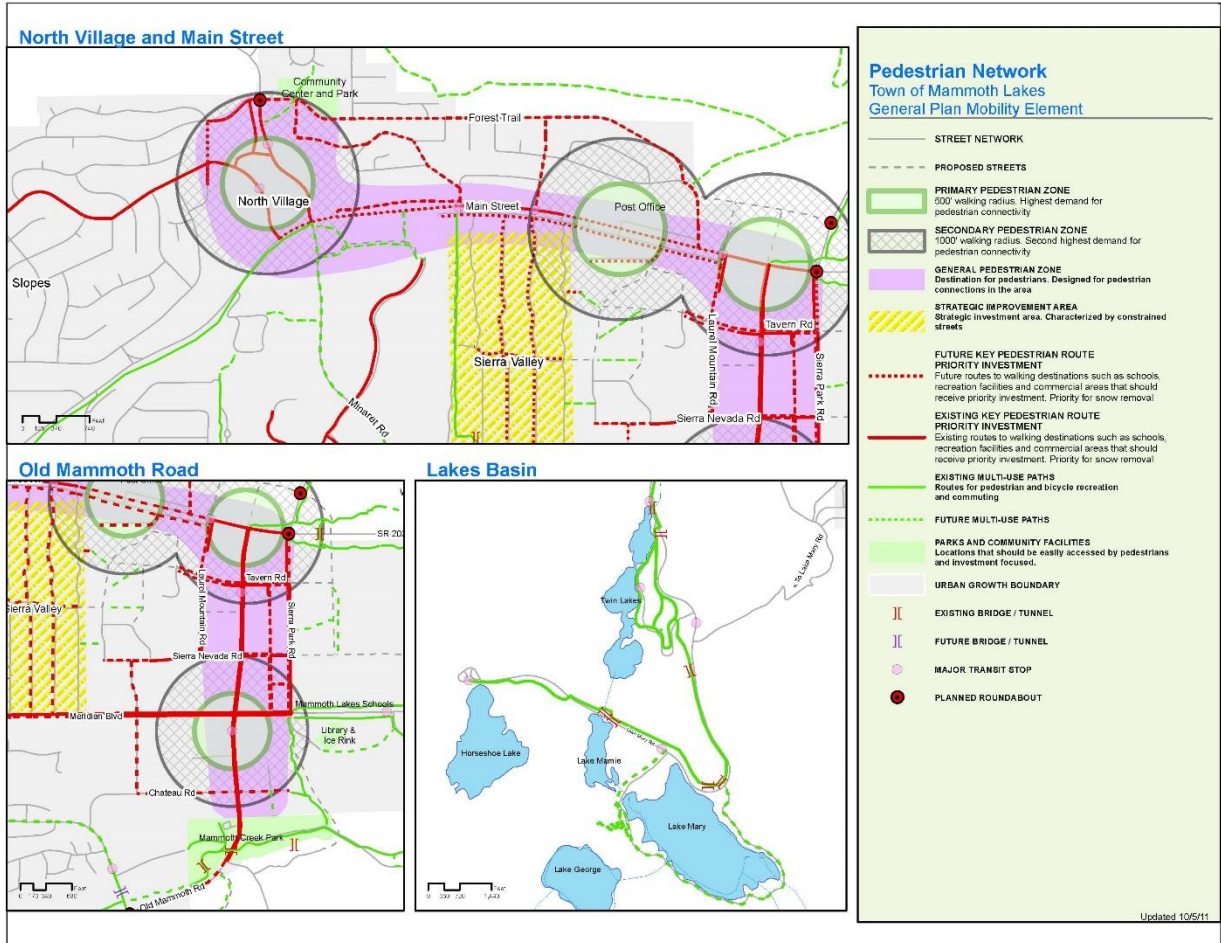 North Village and Main Street
Community
Center and Park
Forest Trail
North Village
Main Street
Post Office
Slopes
Tavern Rd
Laurel Mountain Rd
Sierra Park Rd
Sierra Valley
Minaret Rd
Sierra Nevada Rd
Old Mammoth Road
SR 203
Tavern Rd
Laurel Mountain Rd
Sierra Park Rd
Sierra Valley
Sierra Nevada Rd
Mammoth Lakes Schools
Meridian Blvd
Library &
Ice Rink
Chateau Rd
Mammoth Creek Park
Old Mammoth Rd
Lakes Basin
To Lake Mary Rd
Twin Lakes
Horseshoe Lake
Lake Mary Rd
Lake Mamie
Lake Mary
Lake George
Pedestrian Network
Town of Mammoth Lakes
General Plan Mobility Element
STREET NETWORK
PROPOSED STREETS
PRIMARY PEDESTRIAN ZONE
500' walking radius. Highest demand for
pedestrian connectivity
SECONDARY PEDESTRIAN ZONE
1000' walking radius. Second highest demand for
pedestrian connectivity
GENERAL PEDESTRIAN ZONE
Destination for pedestrians. Designed for pedestrian
connections in the area
STRATEGIC IMPROVEMENT AREA
Strategic investment area. Characterized by constrained
streets
FUTURE KEY PEDESTRIAN ROUTE
PRIORITY INVESTMENT
Future routes to walking destinations such as schools,
recreation facilities and commercial areas that should
receive priority investment. Priority for snow removal
EXISTING KEY PEDESTRIAN ROUTE
PRIORITY INVESTMENT
Existing routes to walking destinations such as schools,
recreation facilities and commercial areas that should
receive priority investment. Priority for snow removal
EXISTING MULTI-USE PATHS
Routes for pedestrian and bicycle recreation
and commuting
FUTURE MULTI-USE PATHS
PARKS AND COMMUNITY FACILITIES
Locations that should be easily accessed by pedestrians
and investment focused.
URBAN GROWTH BOUNDARY
EXISTING BRIDGE / TUNNEL
FUTURE BRIDGE / TUNNEL
MAJOR TRANSIT STOP
PLANNED ROUNDABOUT
Updated 10/5/11